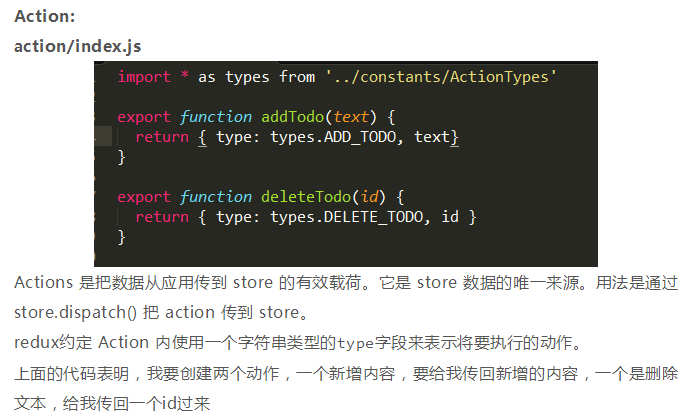 Action:
action/index.js
import * as types from '../constants/ActionTypes'
export function addTodo(text) {
return { type: types.ADD_TODO, text}
}
export function deleteTodo(id) {
return { type: types.DELETE_TODO, id }
}
Actions 是把数据从应用传到 store 的有效载荷。它是 store 数据的唯一来源。用法是通过
store.dispatch() 把 action 传到 store。
redux约定 Action 内使用一个字符串类型的type字段来表示将要执行的动作。
上面的代码表明，我要创建两个动作，一个新增内容，要给我传回新增的内容，一个是删除
文本，给我传回一个id过来